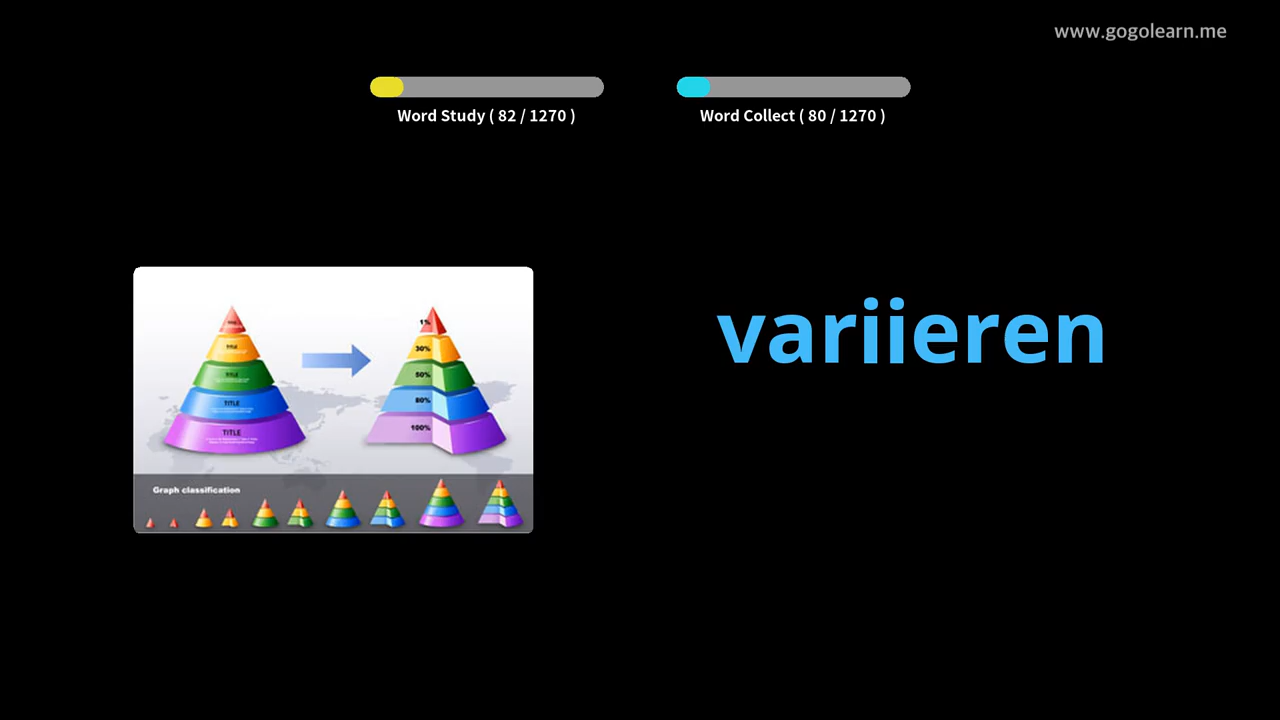 www.gogolearn.me
Word Study ( 82 / 1270 )
Word Collect ( 80 / 1270 )
variieren
TITLE
TITLE
TITLE
TITLE
1%
30%
50%
80%
100%
Graph classification